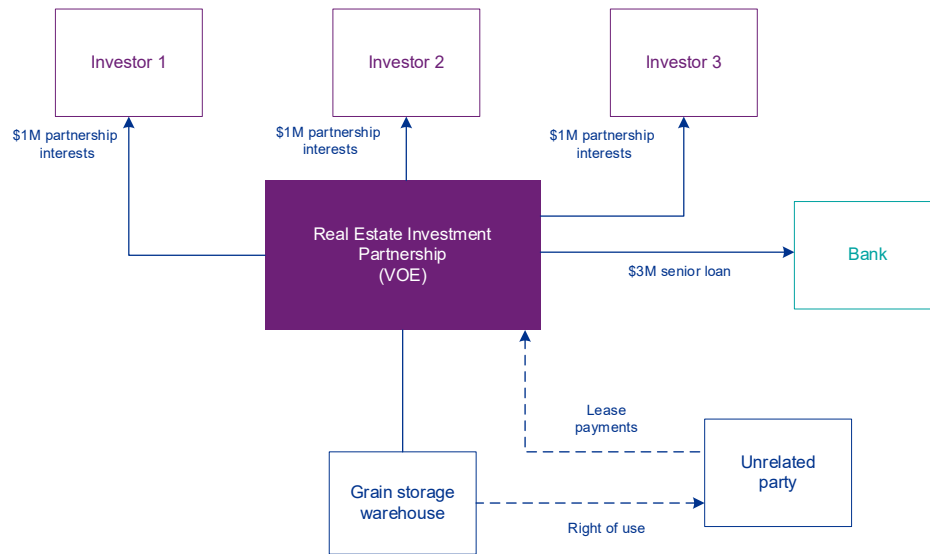 Investor 1
Investor 2
Investor 3
$1M partnership
interests
$1M partnership
interests
$1M partnership
interests
Real Estate Investment
Partnership
(VOE)
Bank
$3M senior loan
Lease
payments
Grain storage
warehouse
Right of use
Unrelated
party